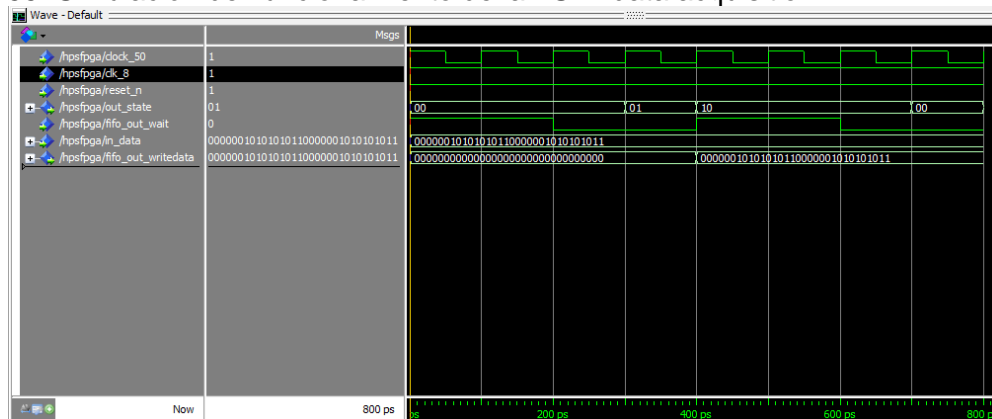 Wave - Default
Msgs
/hpsfpga/clock_50 1
/hpsfpga/clk_8 1
/hpsfpga/reset_n 1
/hpsfpga/out_state 01 00 01 10 00
/hpsfpga/fifo_out_wait 0
/hpsfpga/in_data 00000010101010110000001010101011 00000010101010110000001010101011
/hpsfpga/fifo_out_writedata 00000010101010110000001010101011 00000000000000000000000000000000 00000010101010110000001010101011
Now 800 ps ps 200 ps 400 ps 600 ps 800 p